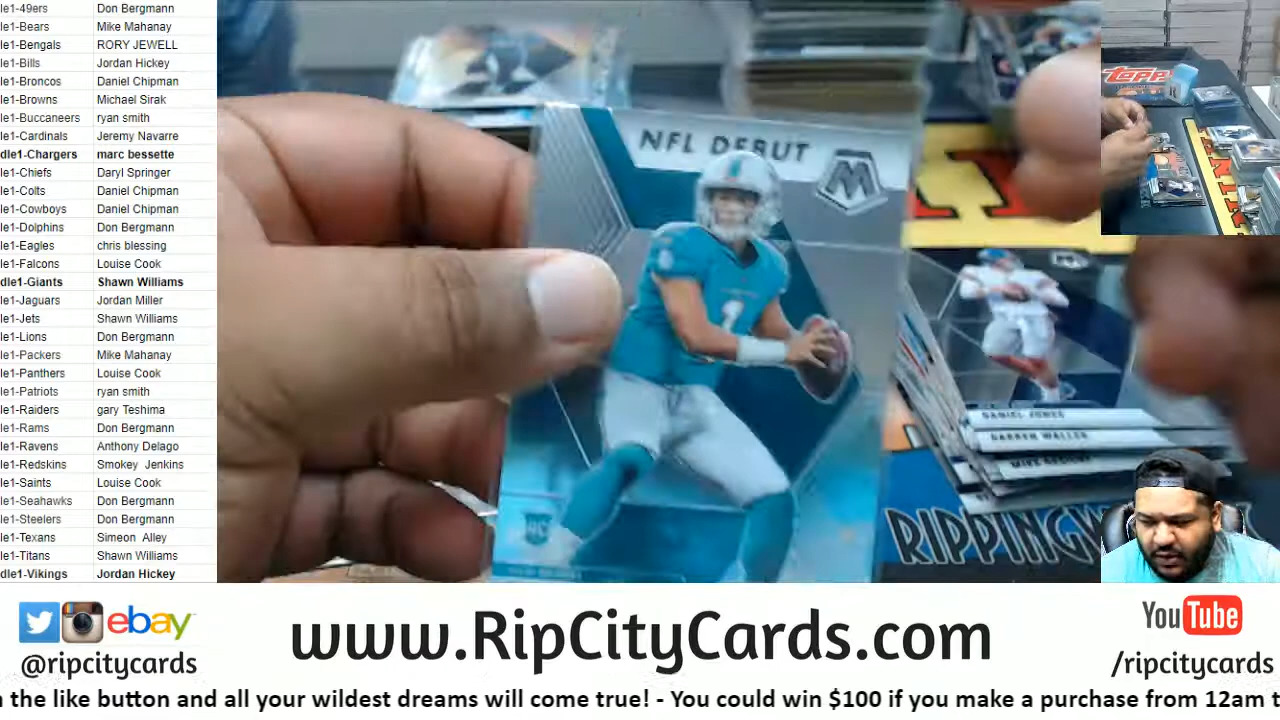 le1-49ers Don Bergmann
le1-Bears Mike Mahanay
le1-Bengals RORY JEWELL
le1-Bills Jordan Hickey
le1-Broncos Daniel Chipman
le1-Browns Michael Sirak
le1-Buccaneers ryan smith
le1-Cardinals Jeremy Navarre
dle1-Chargers marc bessette
le1-Chiefs Daryl Springer
le1-Colts Daniel Chipman
le1-Cowboys Daniel Chipman
le1-Dolphins Don Bergmann
le1-Eagles chris blessing
le1-Falcons Louise Cook
dle1-Giants Shawn Williams
le1-Jaguars Jordan Miller
le1-Jets Shawn Williams
le1-Lions Don Bergmann
le1-Packers Mike Mahanay
le1-Panthers Louise Cook
le1-Patriots ryan smith
le1-Raiders gary Teshima
le1-Rams Don Bergmann
le1-Ravens Anthony Delago
le1-Redskins Smokey Jenkins
le1-Saints Louise Cook
le1-Seahawks Don Bergmann
le1-Steelers Don Bergmann
le1-Texans Simeon Alley
le1-Titans Shawn Williams
dle1-Vikings Jordan Hickey
NFL DEBUT
M
1
RC
topps
DANIEL JONES
DARREN WALLER
RIPPING
ebay
@ripcitycards
www.RipCityCards.com
YouTube
/ripcitycards
n the like button and all your wildest dreams will come true! - You could win $100 if you make a purchase from 12am t